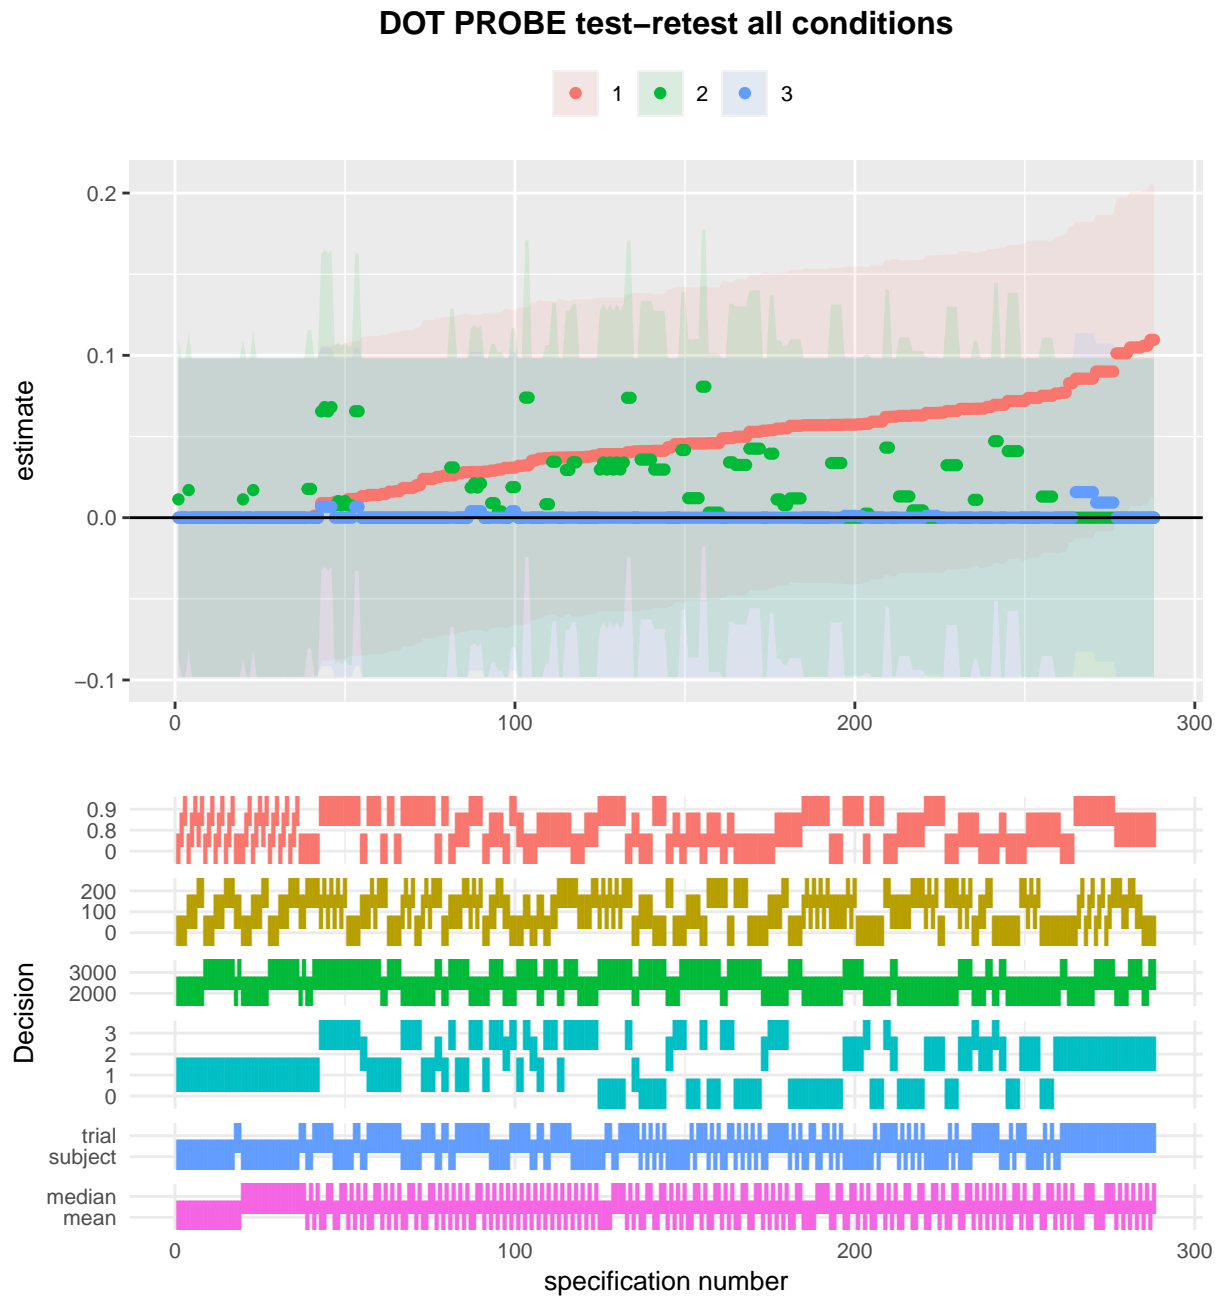 DOT PROBE test−retest all conditions
1 2 3
0.2
0.1
0.0
−0.1
estimate
0 100 200 300
0.9
0.8
0
200
100
0
3000
2000
3
2
1
0
trial
subject
median
mean
Decision
0 100 200 300
specification number